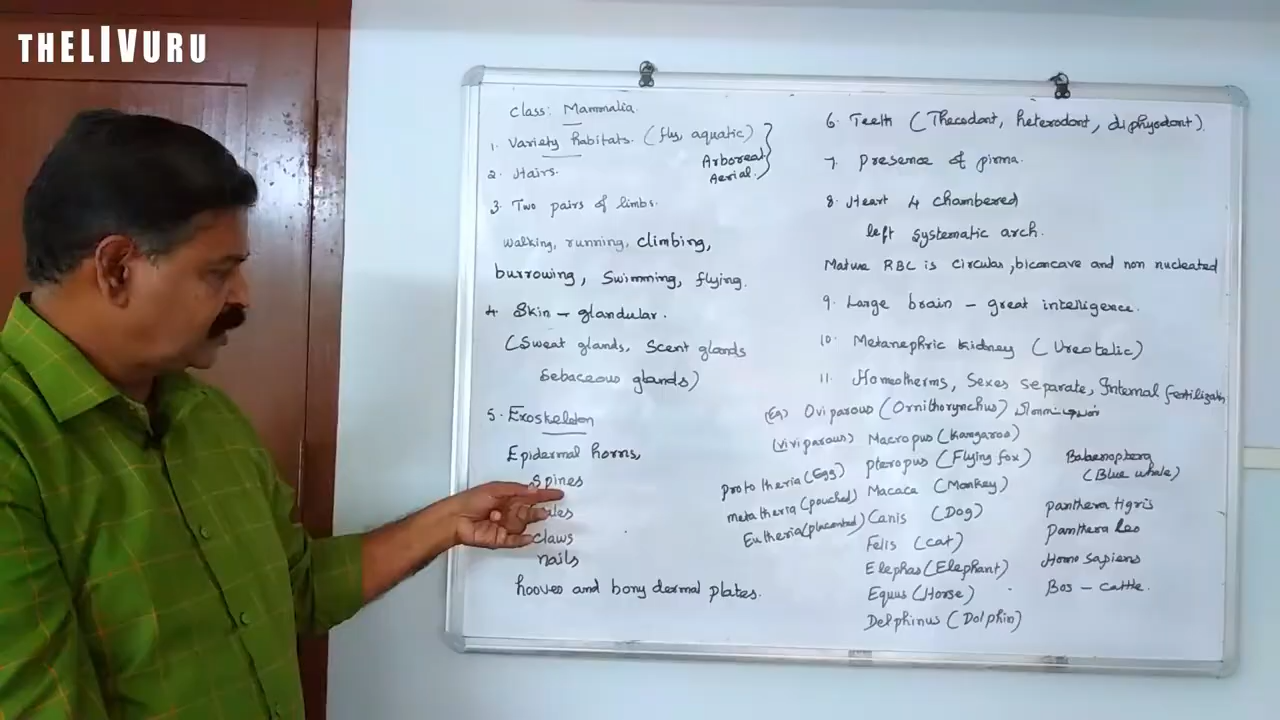 THELIVURU
Class: Mammalia.
1. Variety habitats. (fly, aquatic)
Arboreal
Aerial.
2. Hairs.
3. Two pairs of limbs.
walking, running, climbing,
burrowing, swimming, flying.
4. Skin - glandular.
(Sweat glands, Scent glands
Sebaceous glands)
5. Exoskeleton
Epidermal horns,
Spines
claws
nails
hooves and bony dermal plates.
6. Teeth (Thecodont, heterodont, diphyodont).
7. presence of pinna.
8. Heart 4 chambered
left systematic arch.
Mature RBC is circular, biconcave and non nucleated
9. Large brain - great intelligence.
10. Metanephric kidney (Ureotelic)
11. Homeotherms, Sexes separate, Internal fertilization
(Eg) Oviparous (Ornithorynchus)
(viviparous) Macropus (Kangaroo)
Pteropus (Flying fox)
Prototheria (Egg)
Metatheria (pouched) Macaca (Monkey)
Eutheria (placented) Canis (Dog)
Felis (cat)
Elephas (Elephant)
Equus (Horse)
Delphinus (Dolphin)
(Blue whale)
panthera tigris
Panthera leo
Homo sapiens
Bos - cattle.